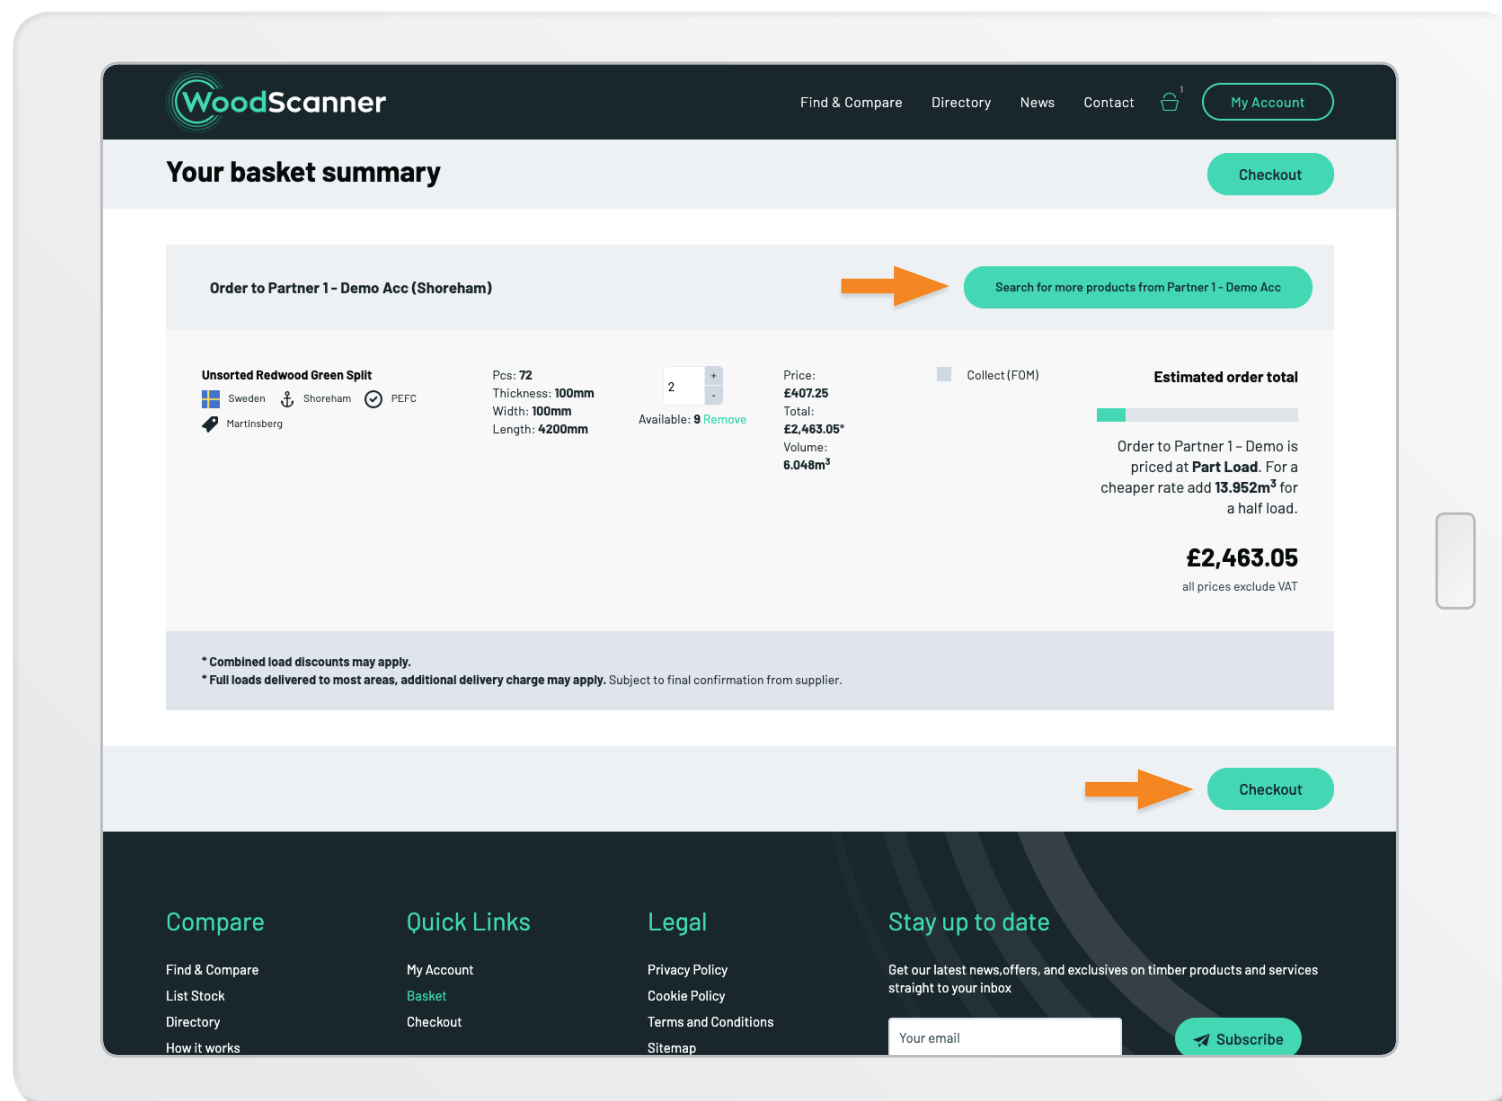 WoodScanner
Find & Compare
Directory
News
Contact
1
My Account
Your basket summary
Checkout
Order to Partner 1 - Demo Acc (Shoreham)
Search for more products from Partner 1 - Demo Acc
Unsorted Redwood Green Split
Sweden
Shoreham
PEFC
Martinsberg
Pcs: 72
Thickness: 100mm
Width: 100mm
Length: 4200mm
2
+
-
Available: 9 Remove
Price:
£407.25
Total:
£2,463.05*
Volume:
6.048m³
Collect (FOM)
Estimated order total
Order to Partner 1 – Demo is
priced at Part Load. For a
cheaper rate add 13.952m³ for
a half load.
£2,463.05
all prices exclude VAT
* Combined load discounts may apply.
* Full loads delivered to most areas, additional delivery charge may apply. Subject to final confirmation from supplier.
Checkout
Compare
Find & Compare
List Stock
Directory
How it works
Quick Links
My Account
Basket
Checkout
Legal
Privacy Policy
Cookie Policy
Terms and Conditions
Sitemap
Stay up to date
Get our latest news,offers, and exclusives on timber products and services
straight to your inbox
Your email
Subscribe